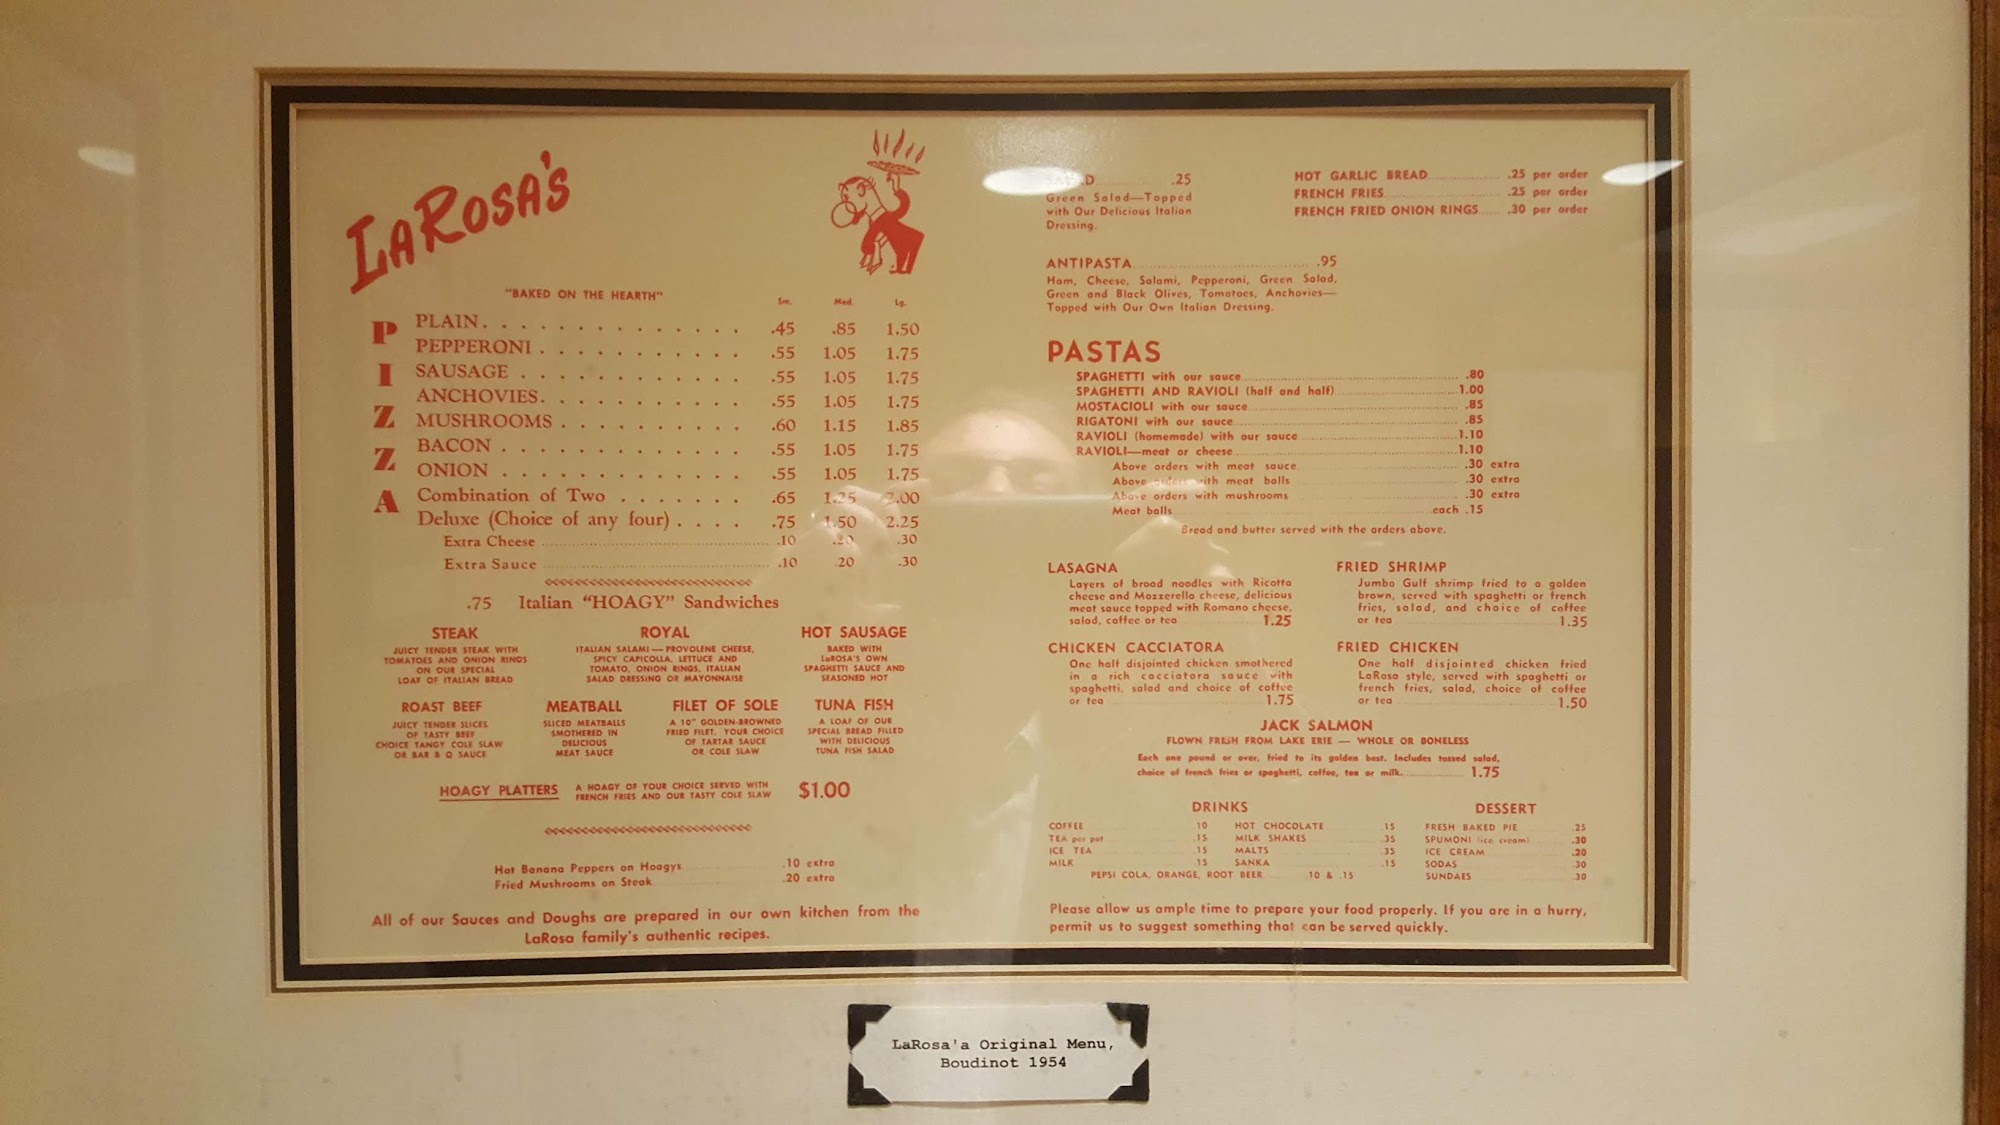 LAROSA'S
"BAKED ON THE HEARTH"
Sm. Med. Lg.
PIZZA
PLAIN .45 .85 1.50
PEPPERONI .55 1.05 1.75
SAUSAGE .55 1.05 1.75
ANCHOVIES .55 1.05 1.75
MUSHROOMS .60 1.15 1.85
BACON .55 1.05 1.75
ONION .55 1.05 1.75
Combination of Two .65 1.25 2.00
Deluxe (Choice of any four) .75 1.50 2.25
Extra Cheese .10 .20 .30
Extra Sauce .10 .20 .30
.75 Italian "HOAGY" Sandwiches
STEAK
JUICY TENDER STEAK WITH
TOMATOES AND ONION RINGS
ON OUR SPECIAL
LOAF OF ITALIAN BREAD
ROYAL
ITALIAN SALAMI — PROVOLENE CHEESE,
SPICY CAPICOLLA, LETTUCE AND
TOMATO, ONION RINGS, ITALIAN
SALAD DRESSING OR MAYONNAISE
HOT SAUSAGE
BAKED WITH
LaROSA'S OWN
SPAGHETTI SAUCE AND
SEASONED HOT
ROAST BEEF
JUICY TENDER SLICES
OF TASTY BEEF
CHOICE TANGY COLE SLAW
OR BAR B Q SAUCE
MEATBALL
SLICED MEATBALLS
SMOTHERED IN
DELICIOUS
MEAT SAUCE
FILET OF SOLE
A 10" GOLDEN-BROWNED
FRIED FILET, YOUR CHOICE
OF TARTAR SAUCE
OR COLE SLAW
TUNA FISH
A LOAF OF OUR
SPECIAL BREAD FILLED
WITH DELICIOUS
TUNA FISH SALAD
HOAGY PLATTERS A HOAGY OF YOUR CHOICE SERVED WITH
FRENCH FRIES AND OUR TASTY COLE SLAW $1.00
Hot Banana Peppers on Hoagys .10 extra
Fried Mushrooms on Steak .20 extra
All of our Sauces and Doughs are prepared in our own kitchen from the
LaRosa family's authentic recipes.
SALAD .25
Green Salad—Topped
with Our Delicious Italian
Dressing.
HOT GARLIC BREAD .25 per order
FRENCH FRIES .25 per order
FRENCH FRIED ONION RINGS .30 per order
ANTIPASTA .95
Ham, Cheese, Salami, Pepperoni, Green Salad,
Green and Black Olives, Tomatoes, Anchovies—
Topped with Our Own Italian Dressing.
PASTAS
SPAGHETTI with our sauce .80
SPAGHETTI AND RAVIOLI (half and half) 1.00
MOSTACIOLI with our sauce .85
RIGATONI with our sauce .85
RAVIOLI (homemade) with our sauce 1.10
RAVIOLI—meat or cheese 1.10
Above orders with meat sauce .30 extra
Above orders with meat balls .30 extra
Above orders with mushrooms .30 extra
Meat balls each .15
Bread and butter served with the orders above.
LASAGNA
Layers of broad noodles with Ricotta
cheese and Mozzerella cheese, delicious
meat sauce topped with Romano cheese,
salad, coffee or tea 1.25
FRIED SHRIMP
Jumbo Gulf shrimp fried to a golden
brown, served with spaghetti or french
fries, salad, and choice of coffee
or tea 1.35
CHICKEN CACCIATORA
One half disjointed chicken smothered
in a rich cacciatora sauce with
spaghetti, salad and choice of coffee
or tea 1.75
FRIED CHICKEN
One half disjointed chicken fried
LaRosa style, served with spaghetti or
french fries, salad, choice of coffee
or tea 1.50
JACK SALMON
FLOWN FRESH FROM LAKE ERIE — WHOLE OR BONELESS
Each one pound or over, fried to its golden best. Includes tossed salad,
choice of french fries or spaghetti, coffee, tea or milk. 1.75
DRINKS
COFFEE .10
TEA per pot .15
ICE TEA .15
MILK .15
HOT CHOCOLATE .15
MILK SHAKES .35
MALTS .35
SANKA .15
PEPSI COLA, ORANGE, ROOT BEER .10 & .15
DESSERT
FRESH BAKED PIE .25
SPUMONI (ice cream) .30
ICE CREAM .20
SODAS .30
SUNDAES .30
Please allow us ample time to prepare your food properly. If you are in a hurry,
permit us to suggest something that can be served quickly.
LaRosa'a Original Menu,
Boudinot 1954